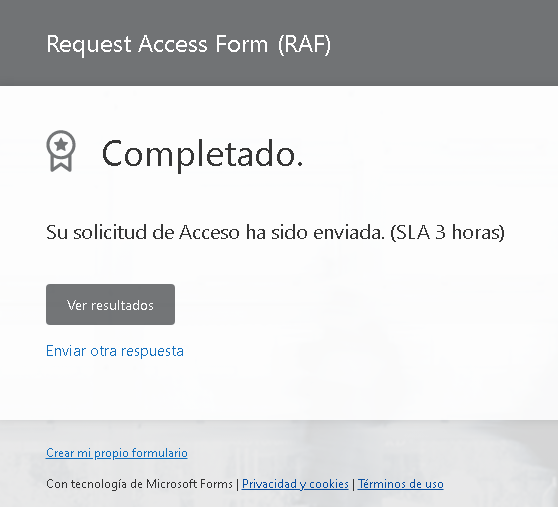 Request Access Form (RAF)
Completado.
Su solicitud de Acceso ha sido enviada. (SLA 3 horas)
Ver resultados
Enviar otra respuesta
Crear mi propio formulario
Con tecnología de Microsoft Forms | Privacidad y cookies | Términos de uso